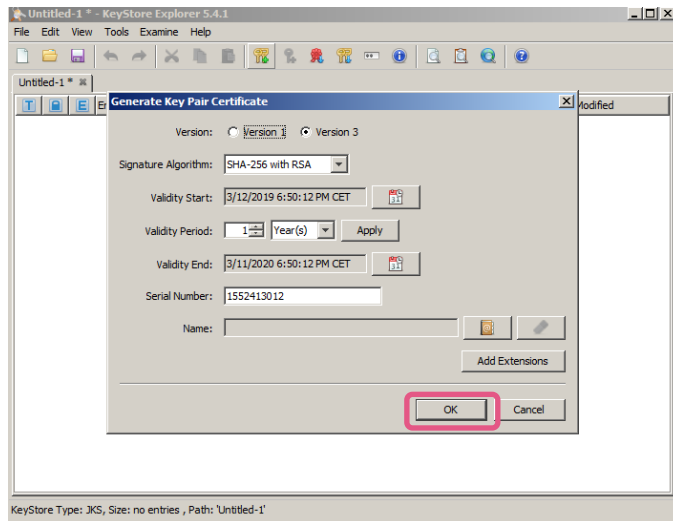 Untitled-1 * - KeyStore Explorer 5.4.1
File Edit View Tools Examine Help
Untitled-1 *
T E Modified
Generate Key Pair Certificate
Version: Version 1 Version 3
Signature Algorithm: SHA-256 with RSA
Validity Start: 3/12/2019 6:50:12 PM CET
Validity Period: 1 Year(s) Apply
Validity End: 3/11/2020 6:50:12 PM CET
Serial Number: 1552413012
Name:
Add Extensions
OK Cancel
KeyStore Type: JKS, Size: no entries , Path: 'Untitled-1'